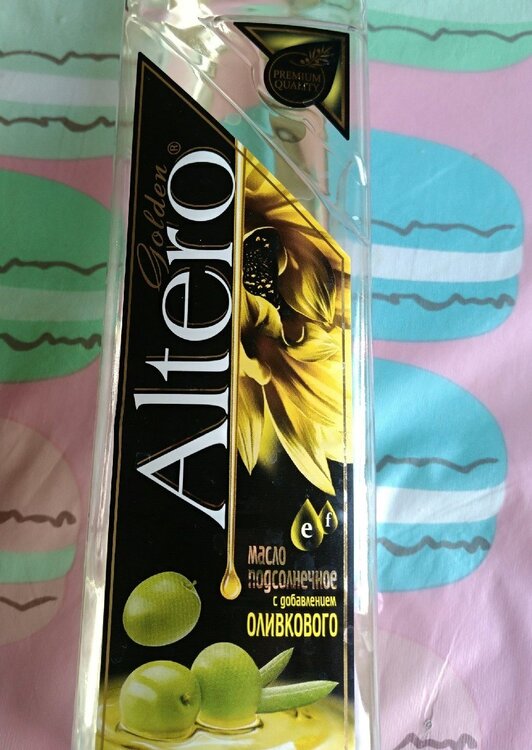 PREMIUM
QUALITY
Golden ®
Altero
e f
масло
подсолнечное
с добавлением
ОЛИВКОВОГО